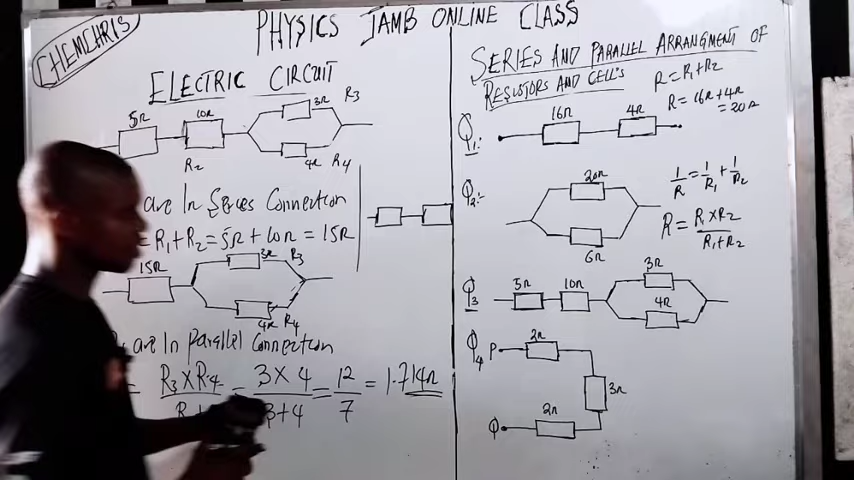 PHYSICS JAMB ONLINE CLASS
CHEMCHRIS
ELECTRIC CIRCUIT
5Ω 10Ω 3Ω R3
R2 4Ω R4
are In Series Connection
= R1+R2 = 5Ω + 10Ω = 15Ω
15Ω 3Ω R3
4Ω R4
are In Parallel Connection
= R3 X R4 = 3 X 4 = 12 = 1.714Ω
3+4 7
SERIES AND PARALLEL ARRANGMENT OF
RESISTORS AND CELL'S
R = R1+R2
R = 16Ω + 4Ω
= 20Ω
Q1:- 16Ω 4Ω
Q2:- 20Ω
6Ω
1/R = 1/R1 + 1/R2
R = R1 X R2
R1+R2
Q3 5Ω 10Ω 3Ω
4Ω
Q4 P 2Ω
3Ω
Q 2Ω